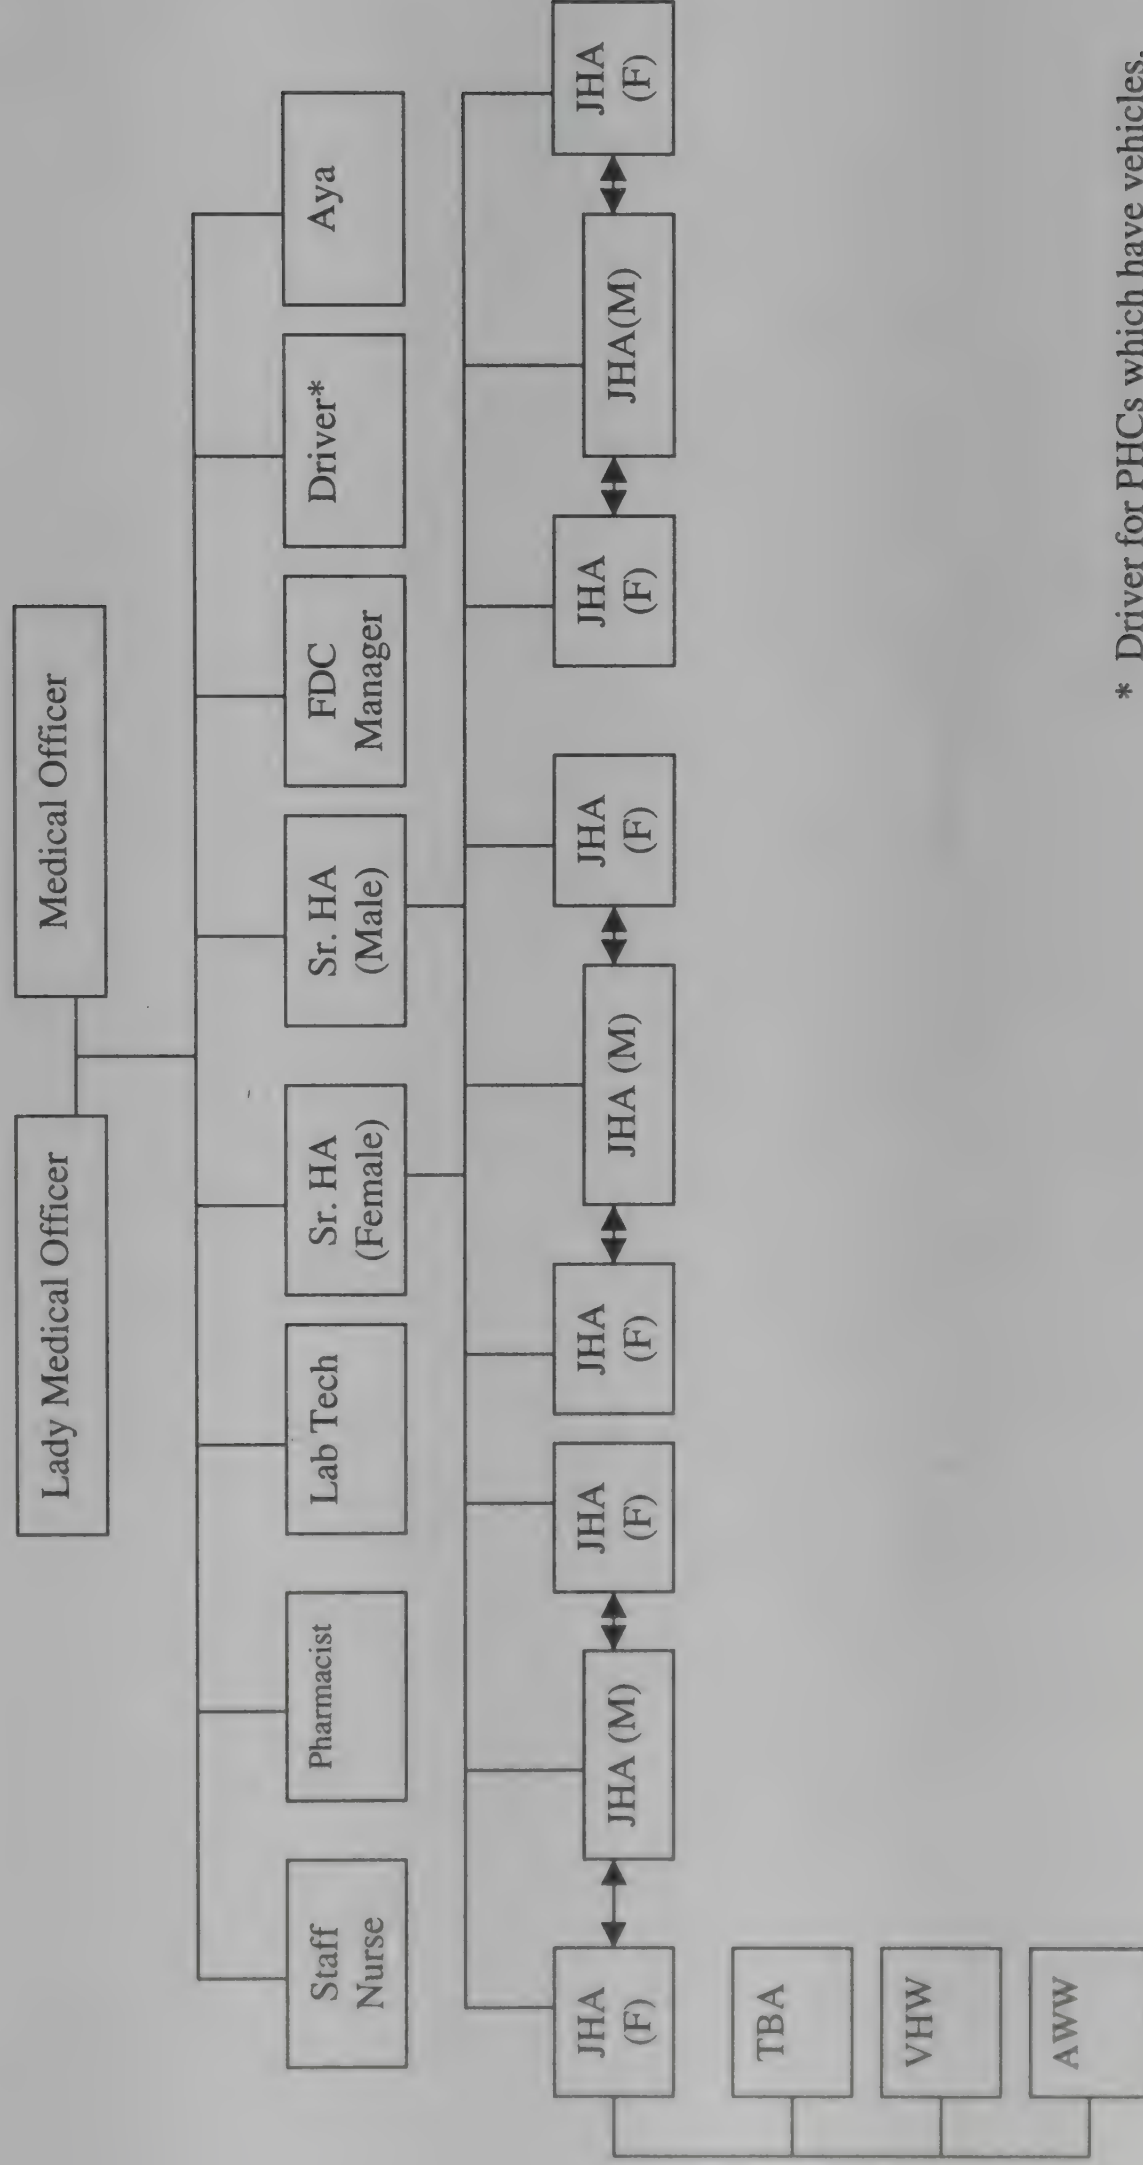 Lady Medical Officer
Medical Officer
Staff
Nurse
Pharmacist
Lab Tech
Sr. HA
(Female)
Sr. HA
(Male)
FDC
Manager
Driver*
Aya
JHA
(F)
JHA (M)
JHA
(F)
JHA
(F)
JHA (M)
JHA
(F)
JHA
(F)
JHA(M)
JHA
(F)
TBA
VHW
AWW
* Driver for PHCs which have vehicles.